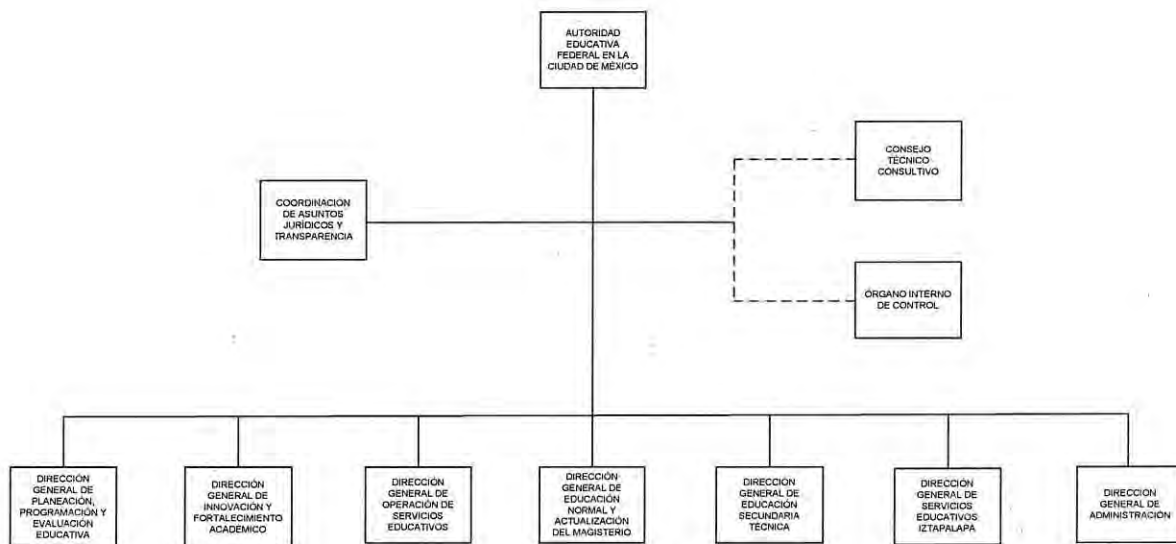 AUTORIDAD
EDUCATIVA
FEDERAL EN LA
CIUDAD DE MÉXICO
CONSEJO
TÉCNICO
CONSULTIVO
COORDINACION
DE ASUNTOS
JURÍDICOS Y
TRANSPARENCIA
ÓRGANO INTERNO
DE CONTROL
DIRECCIÓN
GENERAL DE
PLANEACIÓN,
PROGRAMACIÓN Y
EVALUACIÓN
EDUCATIVA
DIRECCIÓN
GENERAL DE
INNOVACIÓN Y
FORTALECIMIENTO
ACADÉMICO
DIRECCIÓN
GENERAL DE
OPERACIÓN DE
SERVICIOS
EDUCATIVOS
DIRECCIÓN
GENERAL DE
EDUCACIÓN
NORMAL Y
ACTUALIZACIÓN
DEL MAGISTERIO
DIRECCIÓN
GENERAL DE
EDUCACIÓN
SECUNDARIA
TÉCNICA
DIRECCIÓN
GENERAL DE
SERVICIOS
EDUCATIVOS
IZTAPALAPA
DIRECCIÓN
GENERAL DE
ADMINISTRACIÓN